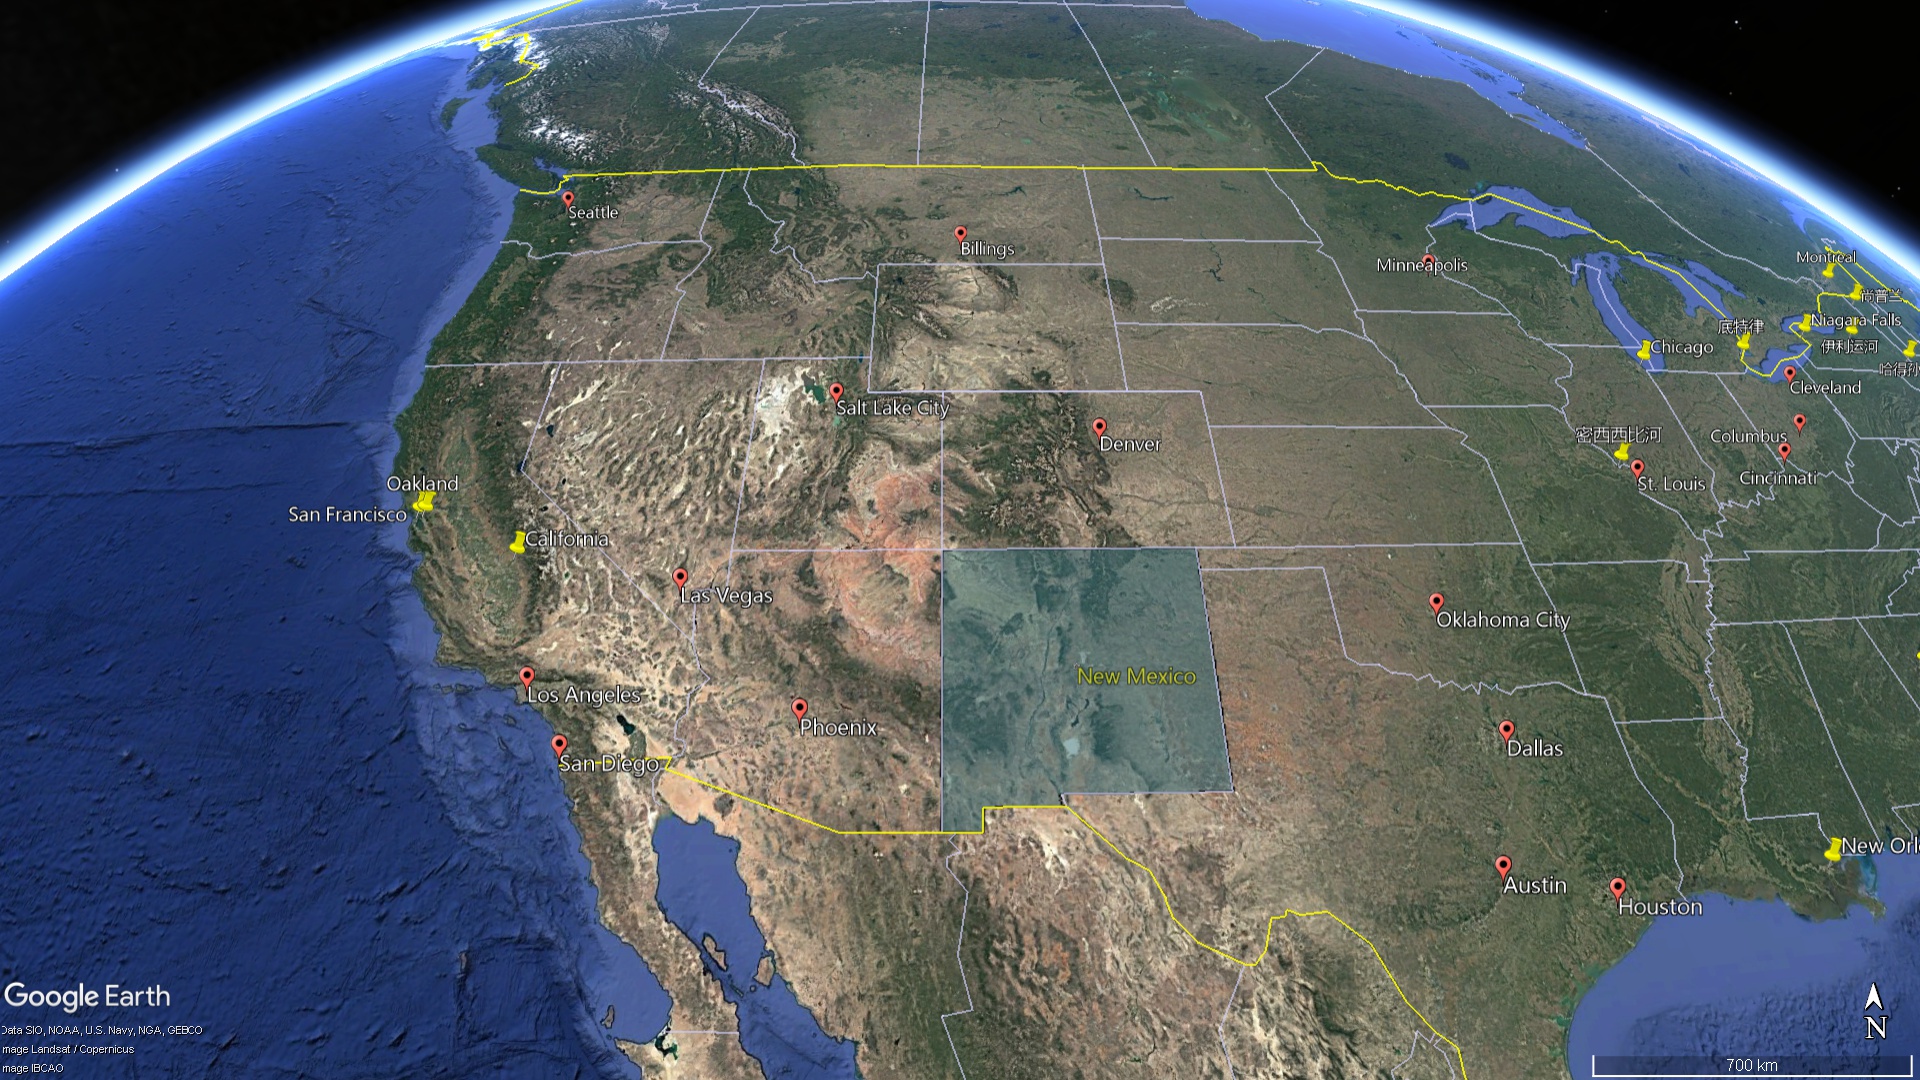 Seattle
Billings
Minneapolis
Montreal
尚普兰
Niagara Falls
底特律
伊利运河
Chicago
哈得孙
Cleveland
Salt Lake City
Denver
密西西比河
Columbus
Cincinnati
St. Louis
Oakland
San Francisco
California
Las Vegas
Oklahoma City
New Mexico
Los Angeles
Phoenix
Dallas
San Diego
New Orl
Austin
Houston
Google Earth
Data SIO, NOAA, U.S. Navy, NGA, GEBCO
mage Landsat / Copernicus
mage IBCAO
N
700 km